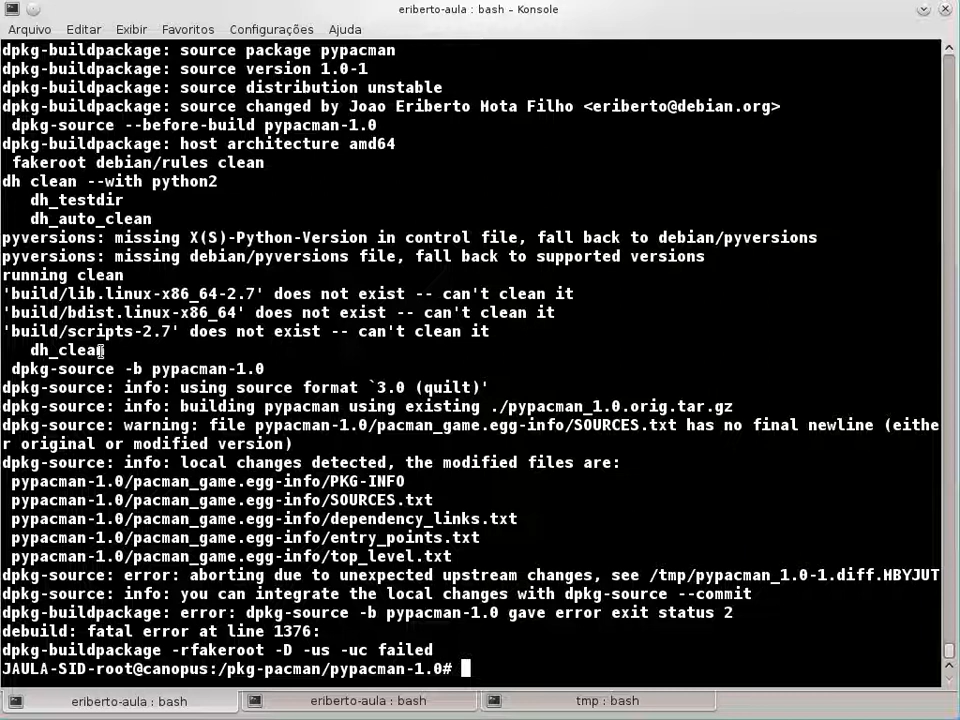 eriberto-aula : bash – Konsole
Arquivo Editar Exibir Favoritos Configurações Ajuda
dpkg-buildpackage: source package pypacman
dpkg-buildpackage: source version 1.0-1
dpkg-buildpackage: source distribution unstable
dpkg-buildpackage: source changed by Joao Eriberto Mota Filho <eriberto@debian.org>
 dpkg-source --before-build pypacman-1.0
dpkg-buildpackage: host architecture amd64
 fakeroot debian/rules clean
dh clean --with python2
   dh_testdir
   dh_auto_clean
pyversions: missing X(S)-Python-Version in control file, fall back to debian/pyversions
pyversions: missing debian/pyversions file, fall back to supported versions
running clean
'build/lib.linux-x86_64-2.7' does not exist -- can't clean it
'build/bdist.linux-x86_64' does not exist -- can't clean it
'build/scripts-2.7' does not exist -- can't clean it
   dh_clean
 dpkg-source -b pypacman-1.0
dpkg-source: info: using source format `3.0 (quilt)'
dpkg-source: info: building pypacman using existing ./pypacman_1.0.orig.tar.gz
dpkg-source: warning: file pypacman-1.0/pacman_game.egg-info/SOURCES.txt has no final newline (eithe
r original or modified version)
dpkg-source: info: local changes detected, the modified files are:
 pypacman-1.0/pacman_game.egg-info/PKG-INFO
 pypacman-1.0/pacman_game.egg-info/SOURCES.txt
 pypacman-1.0/pacman_game.egg-info/dependency_links.txt
 pypacman-1.0/pacman_game.egg-info/entry_points.txt
 pypacman-1.0/pacman_game.egg-info/top_level.txt
dpkg-source: error: aborting due to unexpected upstream changes, see /tmp/pypacman_1.0-1.diff.HBYJUT
dpkg-source: info: you can integrate the local changes with dpkg-source --commit
dpkg-buildpackage: error: dpkg-source -b pypacman-1.0 gave error exit status 2
debuild: fatal error at line 1376:
dpkg-buildpackage -rfakeroot -D -us -uc failed
JAULA-SID-root@canopus:/pkg-pacman/pypacman-1.0#
eriberto-aula : bash eriberto-aula : bash tmp : bash